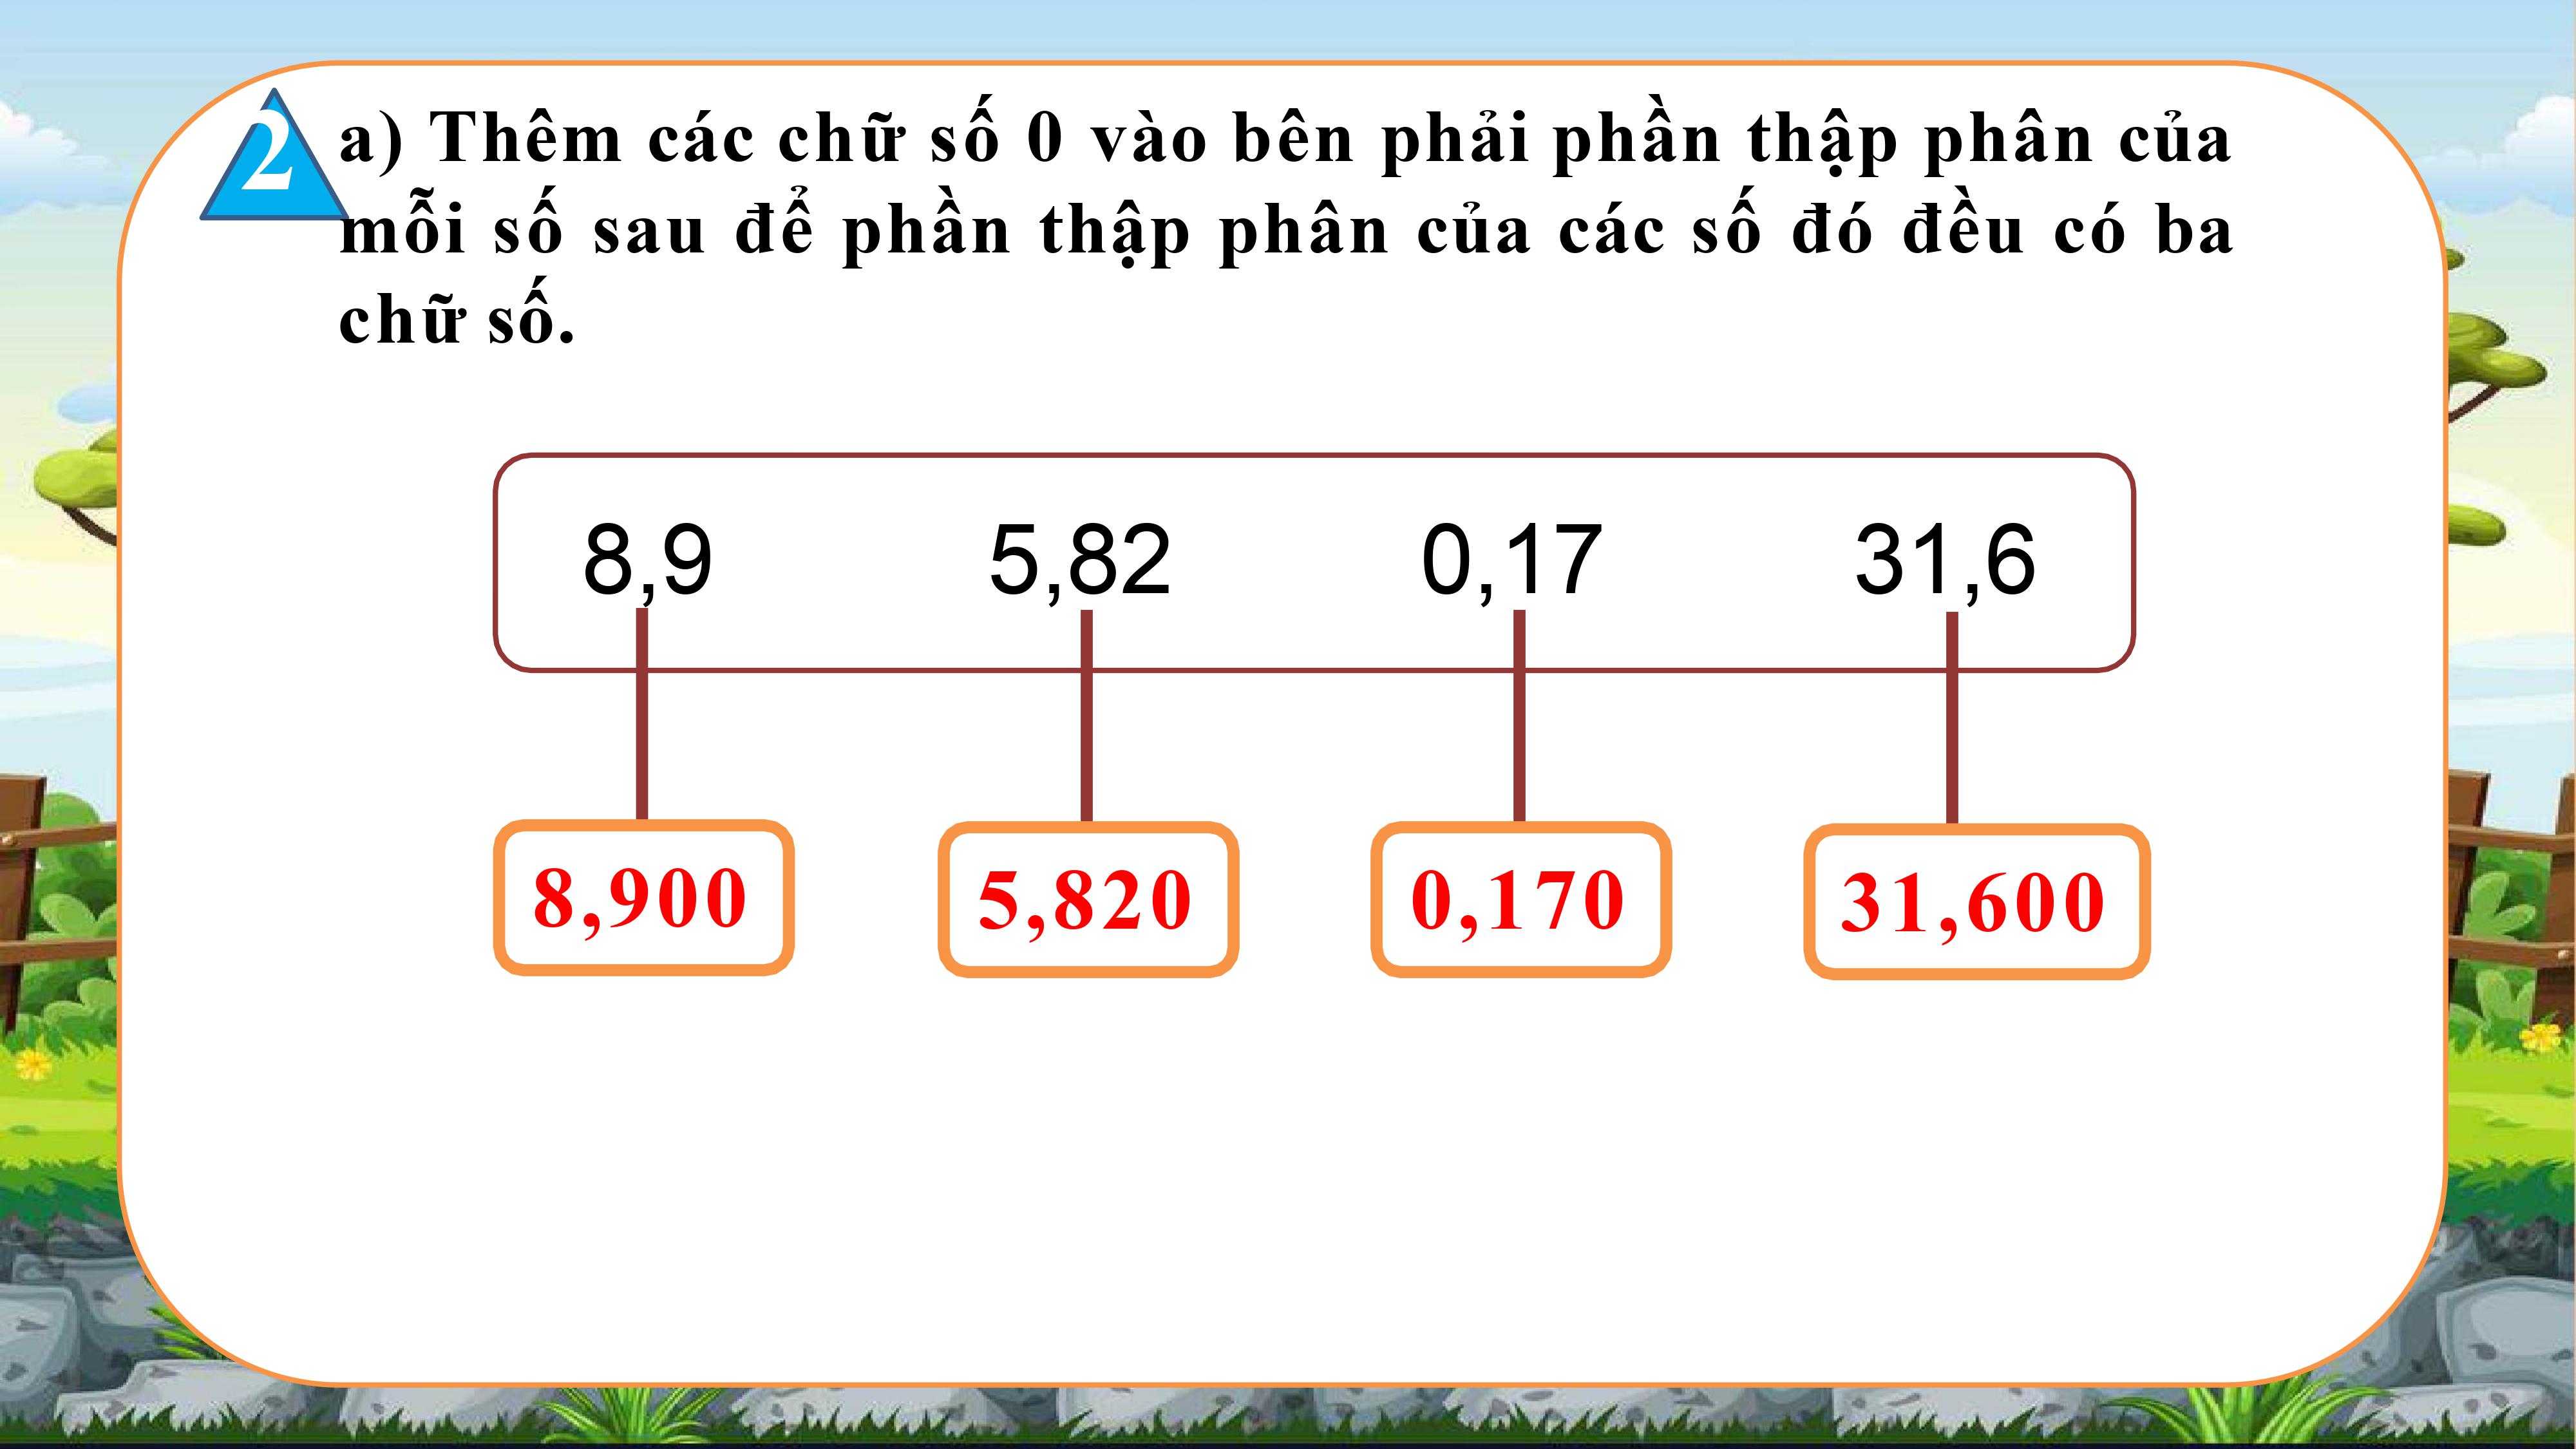 2
a) Thêm các chữ số 0 vào bên phải phần thập phân của
mỗi số sau để phần thập phân của các số đó đều có ba
chữ số.
8,9 5,82 0,17 31,6
8,900 5,820 0,170 31,600